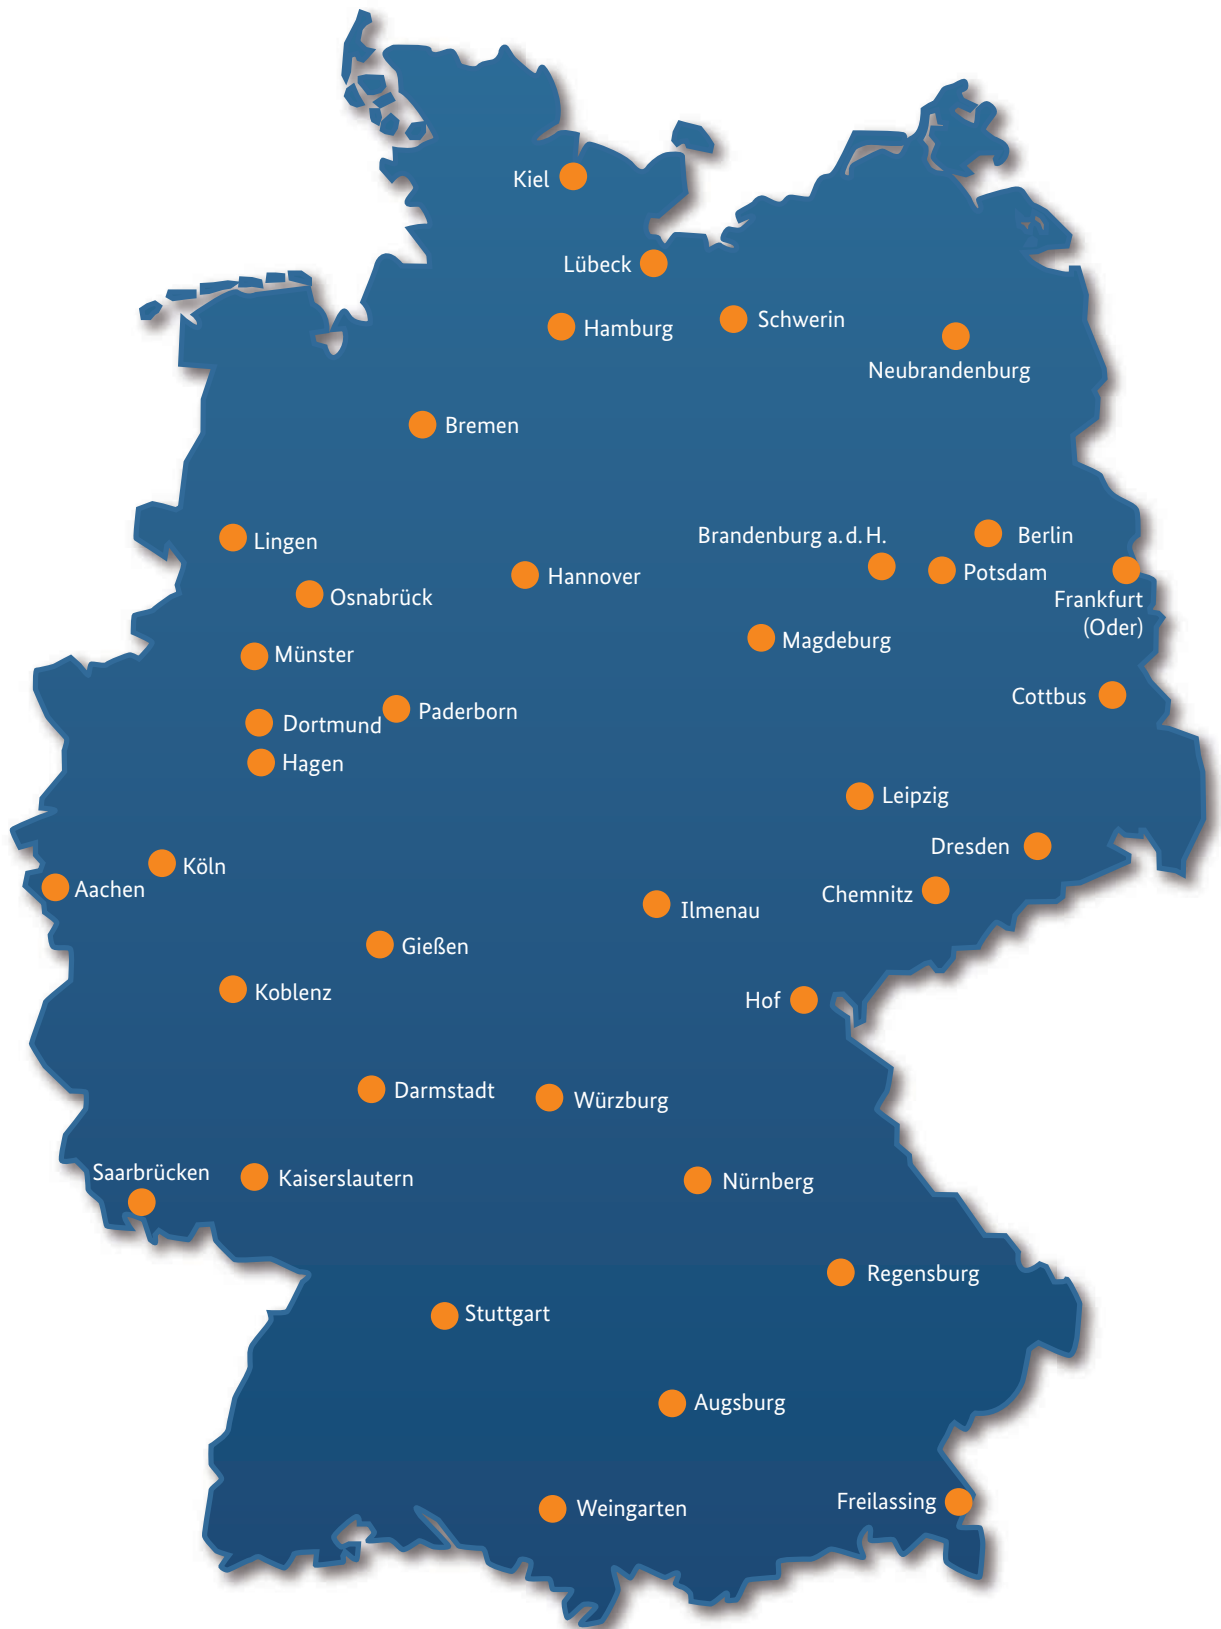 Kiel
Lübeck
Schwerin
Hamburg
Neubrandenburg
Bremen
Brandenburg a. d. H.
Berlin
Lingen
Potsdam
Hannover
Osnabrück
Frankfurt
(Oder)
Magdeburg
Münster
Cottbus
Paderborn
Dortmund
Hagen
Leipzig
Dresden
Köln
Aachen
Chemnitz
Ilmenau
Gießen
Koblenz
Hof
Darmstadt
Würzburg
Saarbrücken
Kaiserslautern
Nürnberg
Regensburg
Stuttgart
Augsburg
Freilassing
Weingarten